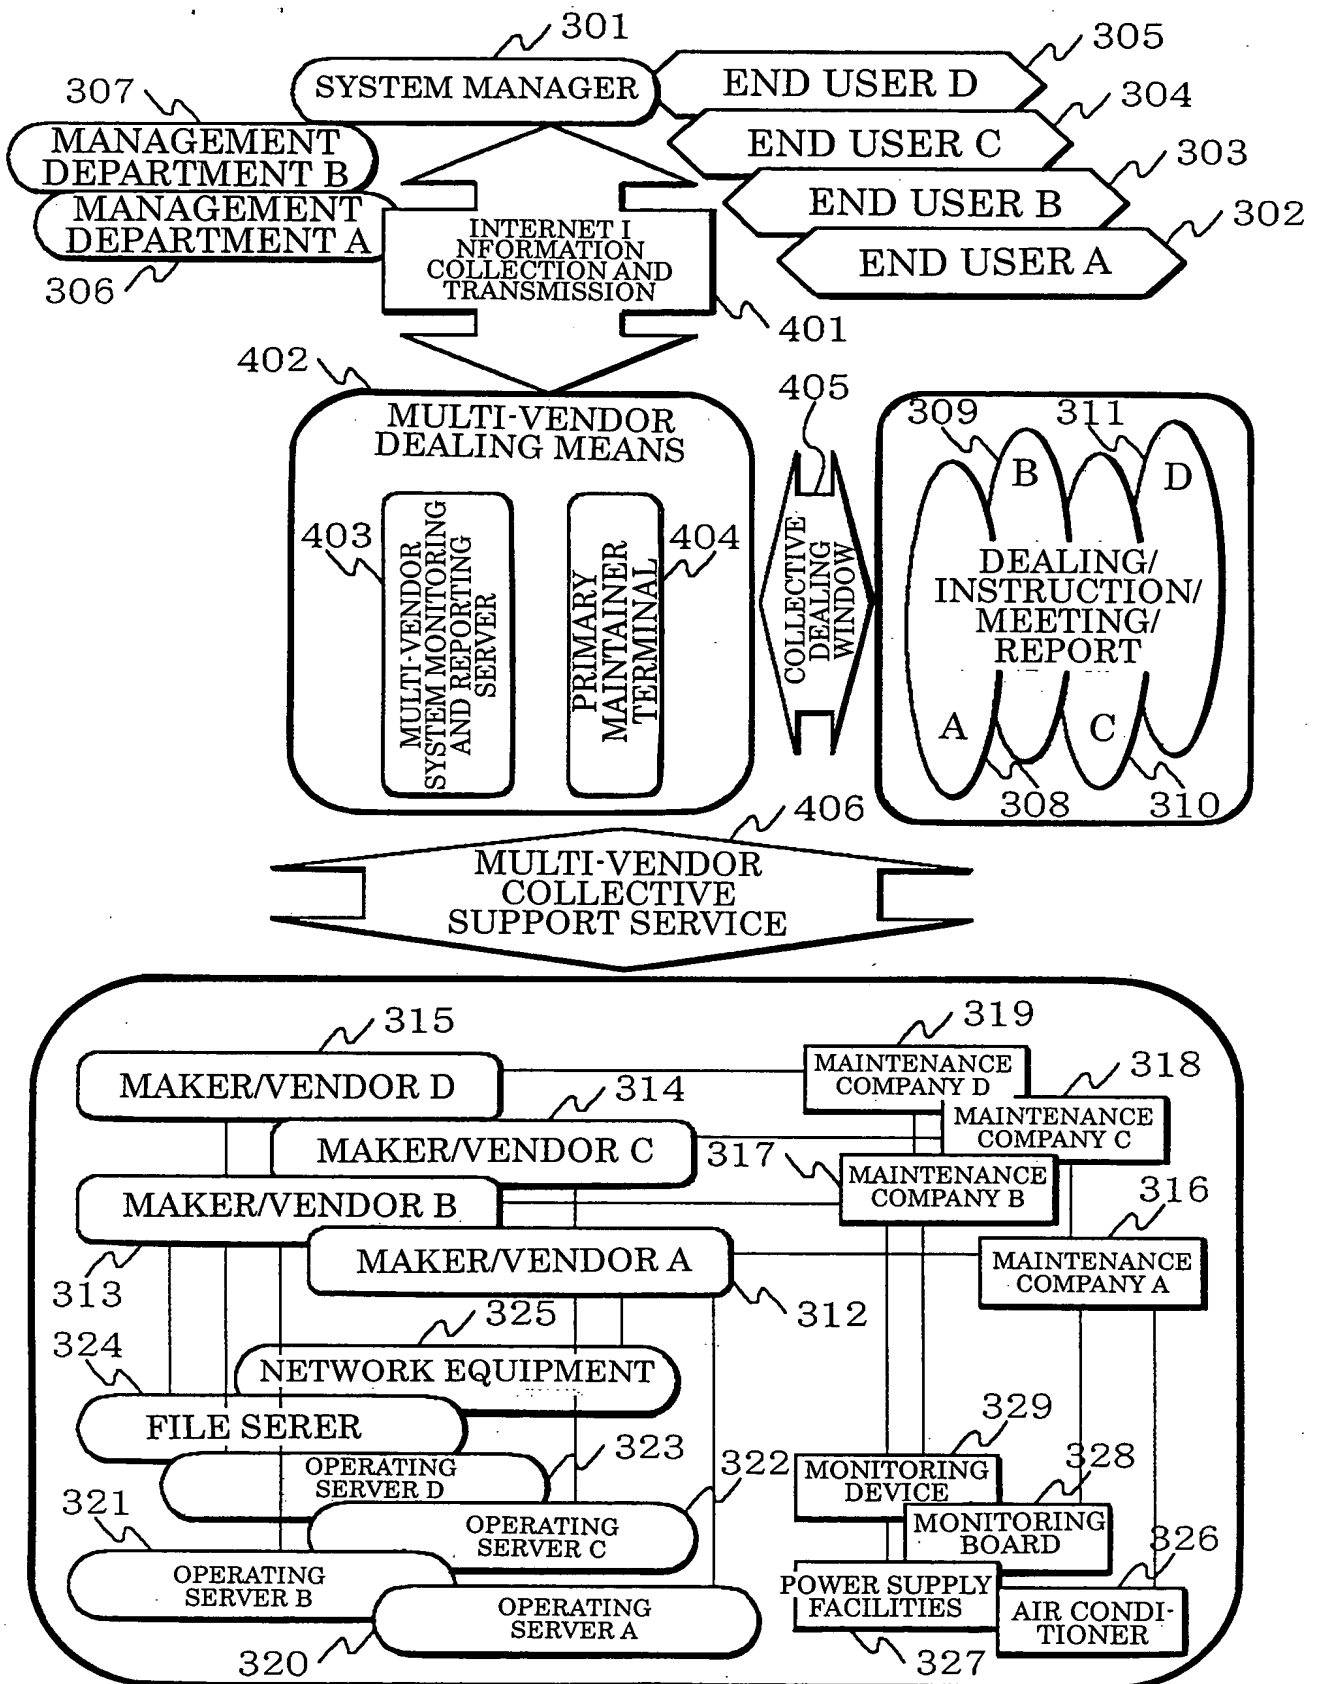 301
SYSTEM MANAGER
305
END USER D
304
END USER C
303
END USER B
302
END USER A
307
MANAGEMENT
DEPARTMENT B
MANAGEMENT
DEPARTMENT A
306
INTERNET I
NFORMATION
COLLECTION AND
TRANSMISSION
401
402
MULTI-VENDOR
DEALING MEANS
403
MULTI-VENDOR
SYSTEM MONITORING
AND REPORTING
SERVER
404
PRIMARY
MAINTAINER
TERMINAL
405
COLLECTIVE
DEALING
WINDOW
309
311
B
D
DEALING/
INSTRUCTION/
MEETING/
REPORT
A
C
308
310
406
MULTI-VENDOR
COLLECTIVE
SUPPORT SERVICE
315
MAKER/VENDOR D
319
MAINTENANCE
COMPANY D
314
MAKER/VENDOR C
318
MAINTENANCE
COMPANY C
317
MAINTENANCE
COMPANY B
MAKER/VENDOR B
313
316
MAINTENANCE
COMPANY A
MAKER/VENDOR A
312
325
NETWORK EQUIPMENT
324
FILE SERER
323
OPERATING
SERVER D
322
OPERATING
SERVER C
321
OPERATING
SERVER B
OPERATING
SERVER A
320
329
MONITORING
DEVICE
328
MONITORING
BOARD
326
POWER SUPPLY
FACILITIES
327
AIR CONDI-
TIONER